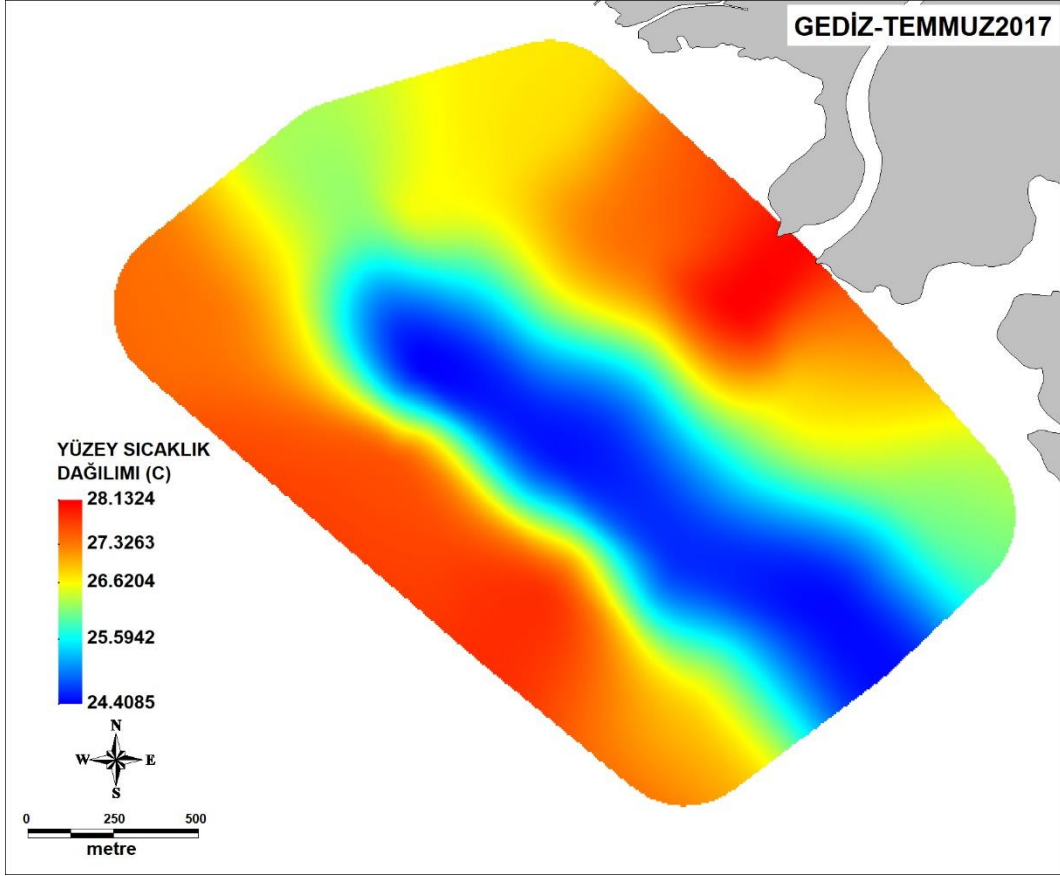 GEDİZ-TEMMUZ2017
YÜZEY SICAKLIK
DAĞILIMI (C)
28.1324
27.3263
26.6204
25.5942
24.4085
N
W E
S
0 250 500
metre